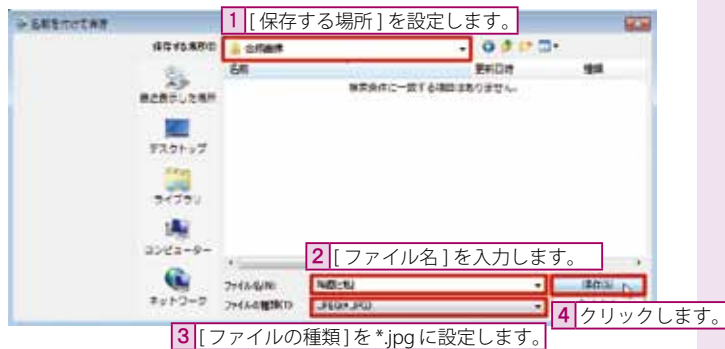 名前を付けて保存
1 [ 保存する場所 ] を設定します。
保存する場所(I): 合成画像
名前 更新日時 種類
検索条件に一致する項目はありません。
最近表示した場所
デスクトップ
ライブラリ
コンピューター
ネットワーク
2 [ ファイル名 ] を入力します。
ファイル名(N): 保存(S)
ファイルの種類(T): JPEG(*.JPG)
4 クリックします。
3 [ ファイルの種類 ] を *.jpg に設定します。